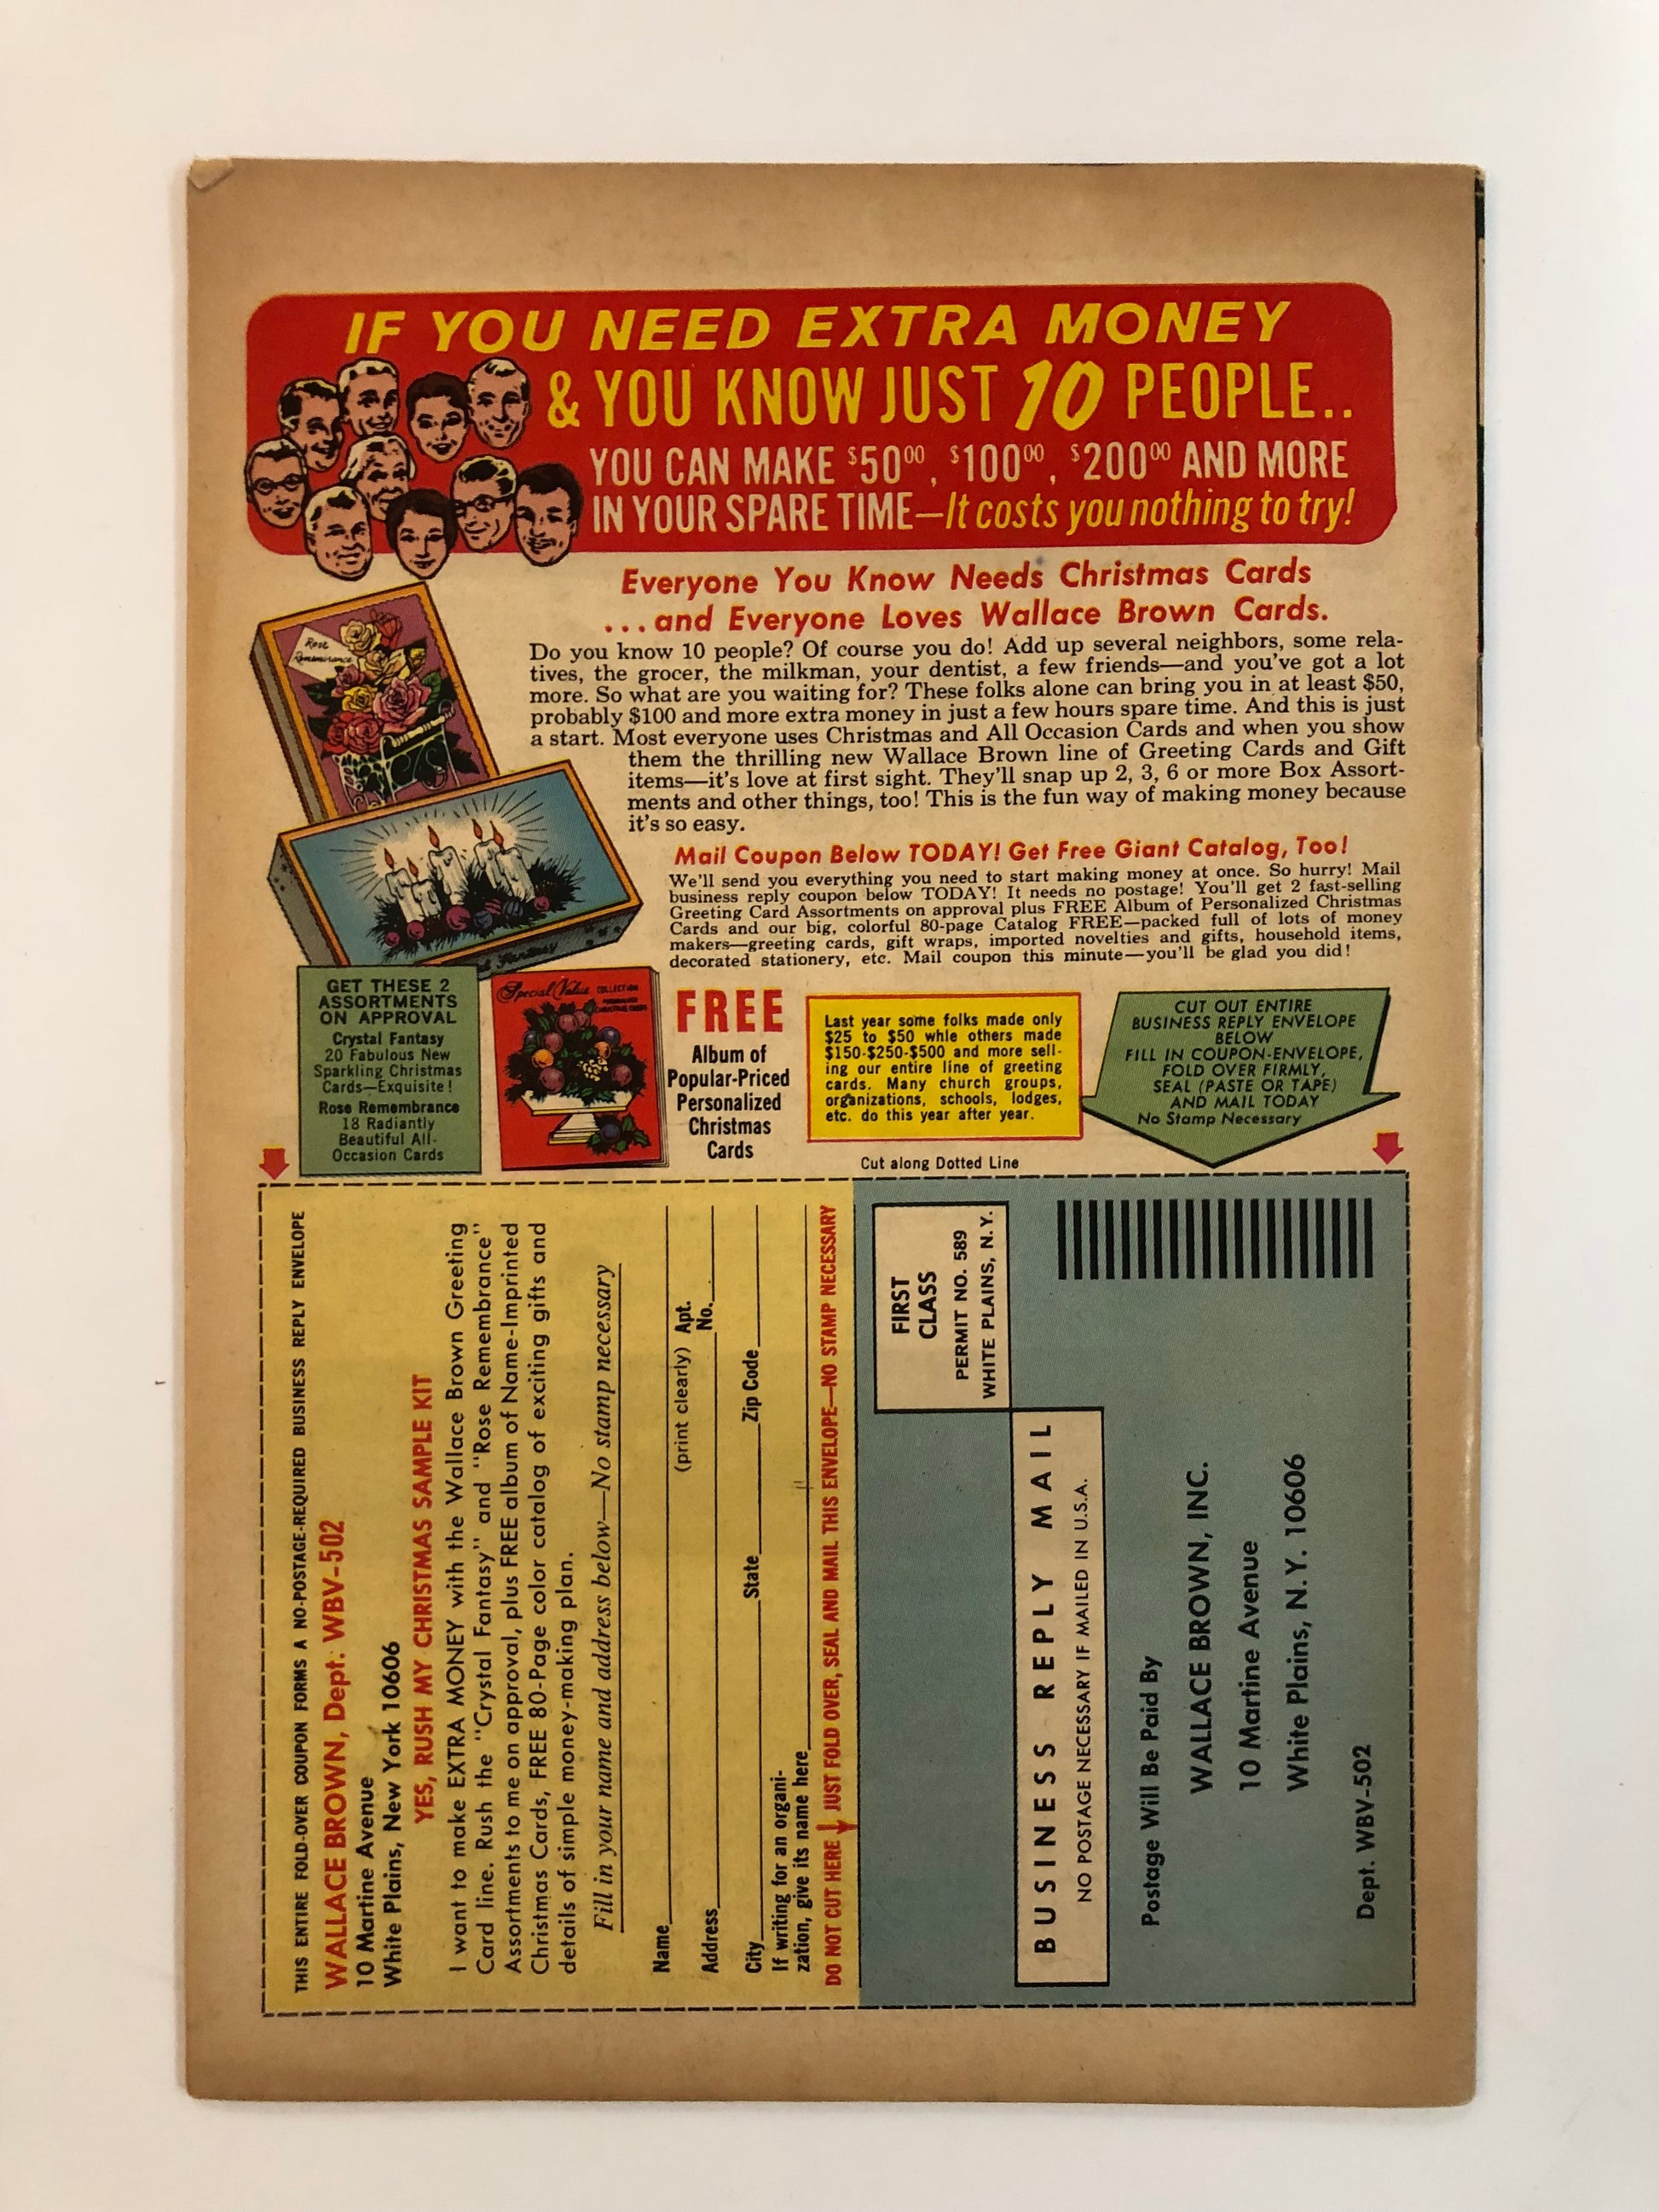 IF YOU NEED EXTRA MONEY
& YOU KNOW JUST 10 PEOPLE..
YOU CAN MAKE $50⁰⁰, $100⁰⁰, $200⁰⁰ AND MORE
IN YOUR SPARE TIME—It costs you nothing to try!
Everyone You Know Needs Christmas Cards
...and Everyone Loves Wallace Brown Cards.
Rose
Remembrance
Do you know 10 people? Of course you do! Add up several neighbors, some rela-
tives, the grocer, the milkman, your dentist, a few friends—and you've got a lot
more. So what are you waiting for? These folks alone can bring you in at least $50,
probably $100 and more extra money in just a few hours spare time. And this is just
a start. Most everyone uses Christmas and All Occasion Cards and when you show
them the thrilling new Wallace Brown line of Greeting Cards and Gift
items—it's love at first sight. They'll snap up 2, 3, 6 or more Box Assort-
ments and other things, too! This is the fun way of making money because
it's so easy.
Mail Coupon Below TODAY! Get Free Giant Catalog, Too!
We'll send you everything you need to start making money at once. So hurry! Mail
business reply coupon below TODAY! It needs no postage! You'll get 2 fast-selling
Greeting Card Assortments on approval plus FREE Album of Personalized Christmas
Cards and our big, colorful 80-page Catalog FREE—packed full of lots of money
makers—greeting cards, gift wraps, imported novelties and gifts, household items,
decorated stationery, etc. Mail coupon this minute—you'll be glad you did!
Fantasy
GET THESE 2
ASSORTMENTS
ON APPROVAL
Crystal Fantasy
20 Fabulous New
Sparkling Christmas
Cards—Exquisite!
Rose Remembrance
18 Radiantly
Beautiful All-
Occasion Cards
Special Value COLLECTION
FREE
Album of
Popular-Priced
Personalized
Christmas
Cards
Last year some folks made only
$25 to $50 whle others made
$150-$250-$500 and more sell-
ing our entire line of greeting
cards. Many church groups,
organizations, schools, lodges,
etc. do this year after year.
CUT OUT ENTIRE
BUSINESS REPLY ENVELOPE
BELOW
FILL IN COUPON-ENVELOPE,
FOLD OVER FIRMLY,
SEAL (PASTE OR TAPE)
AND MAIL TODAY
No Stamp Necessary
Cut along Dotted Line
THIS ENTIRE FOLD-OVER COUPON FORMS A NO-POSTAGE-REQUIRED BUSINESS REPLY ENVELOPE
WALLACE BROWN, Dept. WBV-502
10 Martine Avenue
White Plains, New York 10606
YES, RUSH MY CHRISTMAS SAMPLE KIT
I want to make EXTRA MONEY with the Wallace Brown Greeting
Card line. Rush the "Crystal Fantasy" and "Rose Remembrance"
Assortments to me on approval, plus FREE album of Name-Imprinted
Christmas Cards, FREE 80-Page color catalog of exciting gifts and
details of simple money-making plan.
Fill in your name and address below—No stamp necessary
Name
(print clearly) Apt.
Address No.
City State Zip Code
If writing for an organi-
zation, give its name here
DO NOT CUT HERE JUST FOLD OVER, SEAL AND MAIL THIS ENVELOPE—NO STAMP NECESSARY
FIRST
CLASS
PERMIT NO. 589
WHITE PLAINS, N.Y.
BUSINESS REPLY MAIL
NO POSTAGE NECESSARY IF MAILED IN U.S.A.
Postage Will Be Paid By
WALLACE BROWN, INC.
10 Martine Avenue
White Plains, N.Y. 10606
Dept. WBV-502